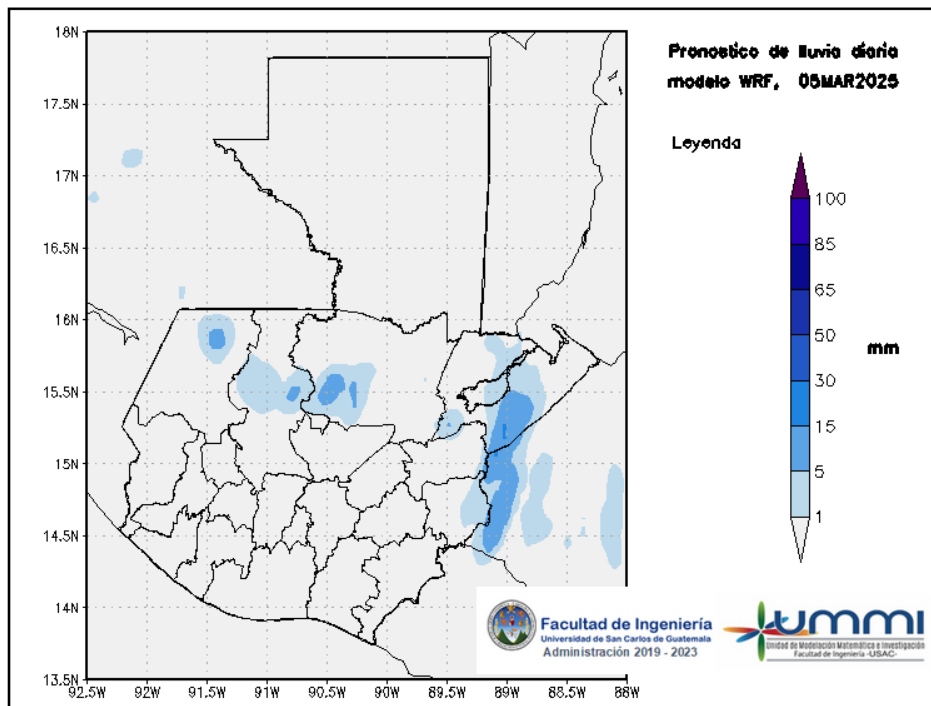 Pronostico de lluvia diaria
modelo WRF, 05MAR2025
Leyenda
100
85
65
50
30
15
5
1
mm
18N
17.5N
17N
16.5N
16N
15.5N
15N
14.5N
14N
13.5N
92.5W
92W
91.5W
91W
90.5W
90W
89.5W
89W
88.5W
88W
Facultad de Ingeniería
Universidad de San Carlos de Guatemala
Administración 2019 - 2023
ummi
Unidad de Modelación Matemática e Investigación
Facultad de Ingeniería -USAC-